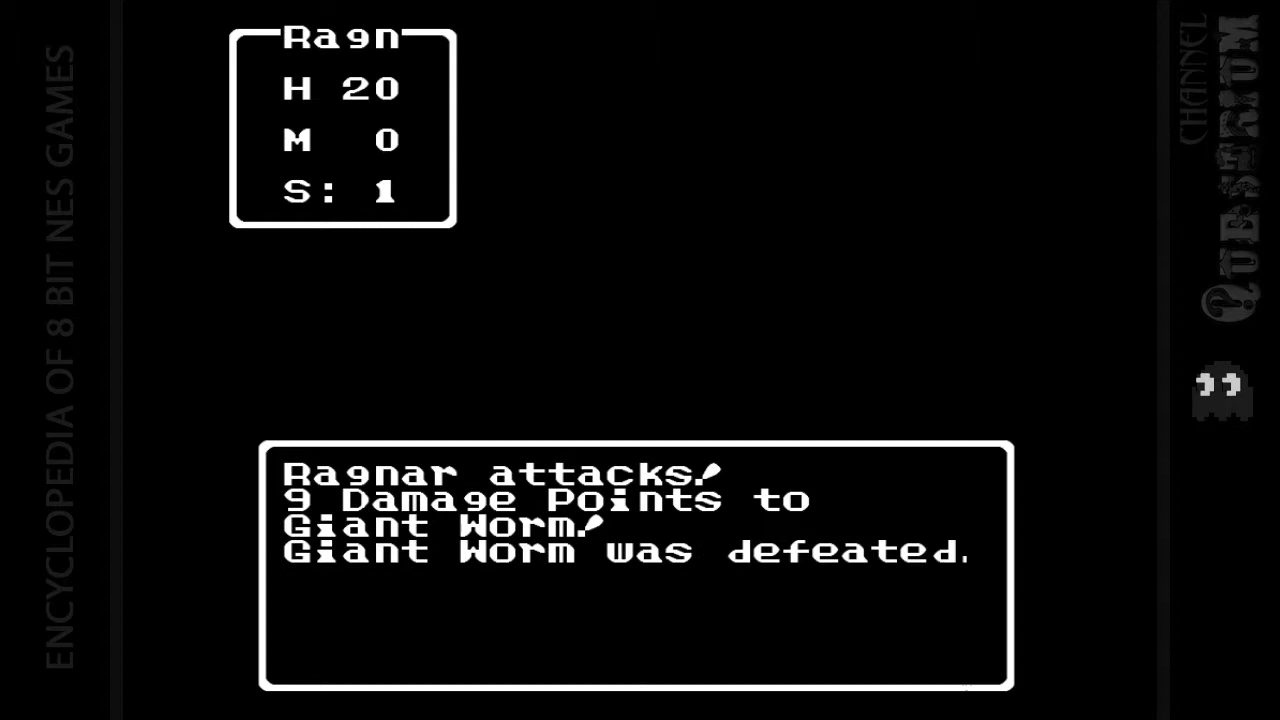 Ragn
H 20
M 0
S: 1
Ragnar attacks!
9 Damage Points to
Giant Worm!
Giant Worm was defeated.
ENCYCLOPEDIA OF 8 BIT NES GAMES
CHANNEL
QUESTERIUM